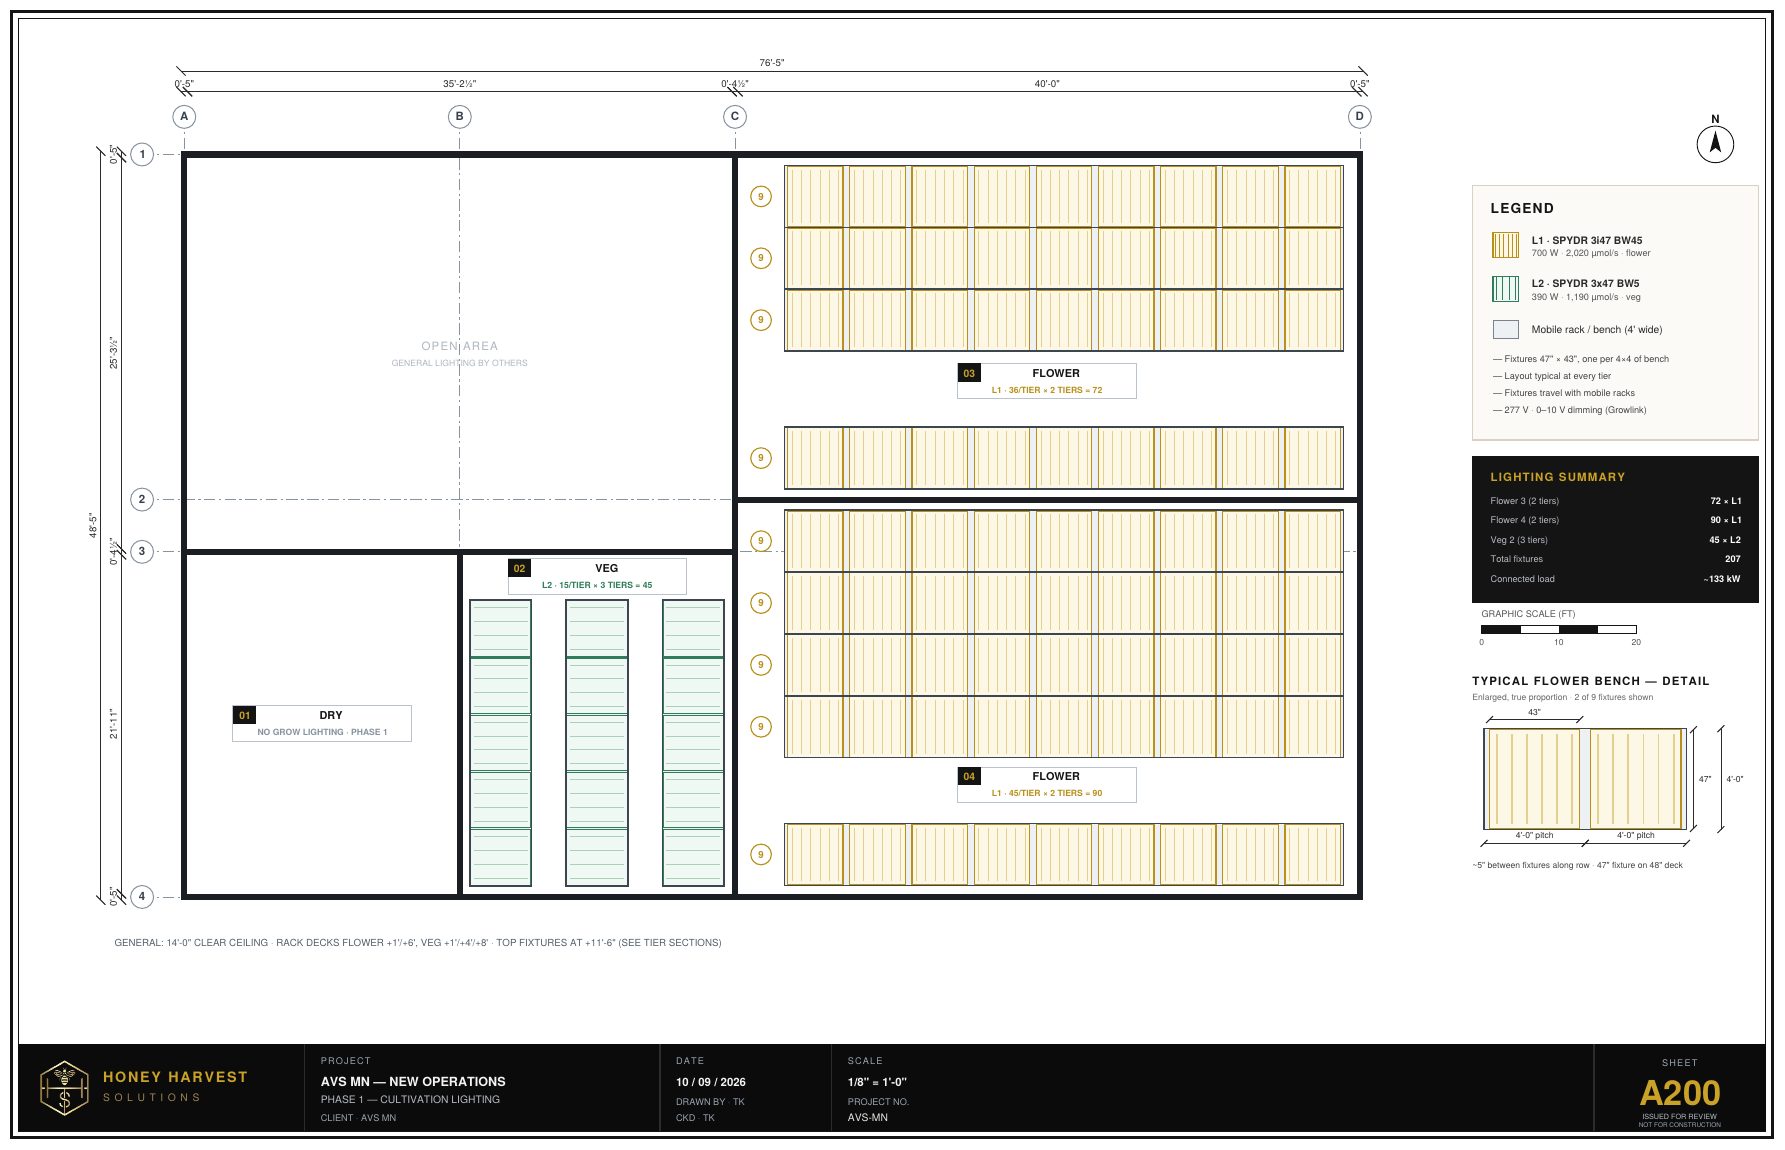 76'-5"
0'-5"
35'-2½"
0'-4½"
40'-0"
0'-5"
A
B
C
D
N
1
2
3
4
0'-5"
25'-3½"
48'-5"
0'-4½"
21'-11"
0'-5"
9
9
9
9
9
9
9
9
9
OPEN AREA
GENERAL LIGHTING BY OTHERS
03 FLOWER
L1 · 36/TIER × 2 TIERS = 72
02 VEG
L2 · 15/TIER × 3 TIERS = 45
01 DRY
NO GROW LIGHTING · PHASE 1
04 FLOWER
L1 · 45/TIER × 2 TIERS = 90
GENERAL: 14'-0" CLEAR CEILING · RACK DECKS FLOWER +1'/+6', VEG +1'/+4'/+8' · TOP FIXTURES AT +11'-6" (SEE TIER SECTIONS)
LEGEND
L1 · SPYDR 3i47 BW45
700 W · 2,020 µmol/s · flower
L2 · SPYDR 3x47 BW5
390 W · 1,190 µmol/s · veg
Mobile rack / bench (4' wide)
— Fixtures 47" × 43", one per 4×4 of bench
— Layout typical at every tier
— Fixtures travel with mobile racks
— 277 V · 0–10 V dimming (Growlink)
LIGHTING SUMMARY
Flower 3 (2 tiers) 72 × L1
Flower 4 (2 tiers) 90 × L1
Veg 2 (3 tiers) 45 × L2
Total fixtures 207
Connected load ~133 kW
GRAPHIC SCALE (FT)
0 10 20
TYPICAL FLOWER BENCH — DETAIL
Enlarged, true proportion · 2 of 9 fixtures shown
43"
47"
4'-0"
4'-0" pitch
4'-0" pitch
~5" between fixtures along row · 47" fixture on 48" deck
HONEY HARVEST
SOLUTIONS
PROJECT
AVS MN — NEW OPERATIONS
PHASE 1 — CULTIVATION LIGHTING
CLIENT · AVS MN
DATE
10 / 09 / 2026
DRAWN BY · TK
CKD · TK
SCALE
1/8" = 1'-0"
PROJECT NO.
AVS-MN
SHEET
A200
ISSUED FOR REVIEW
NOT FOR CONSTRUCTION